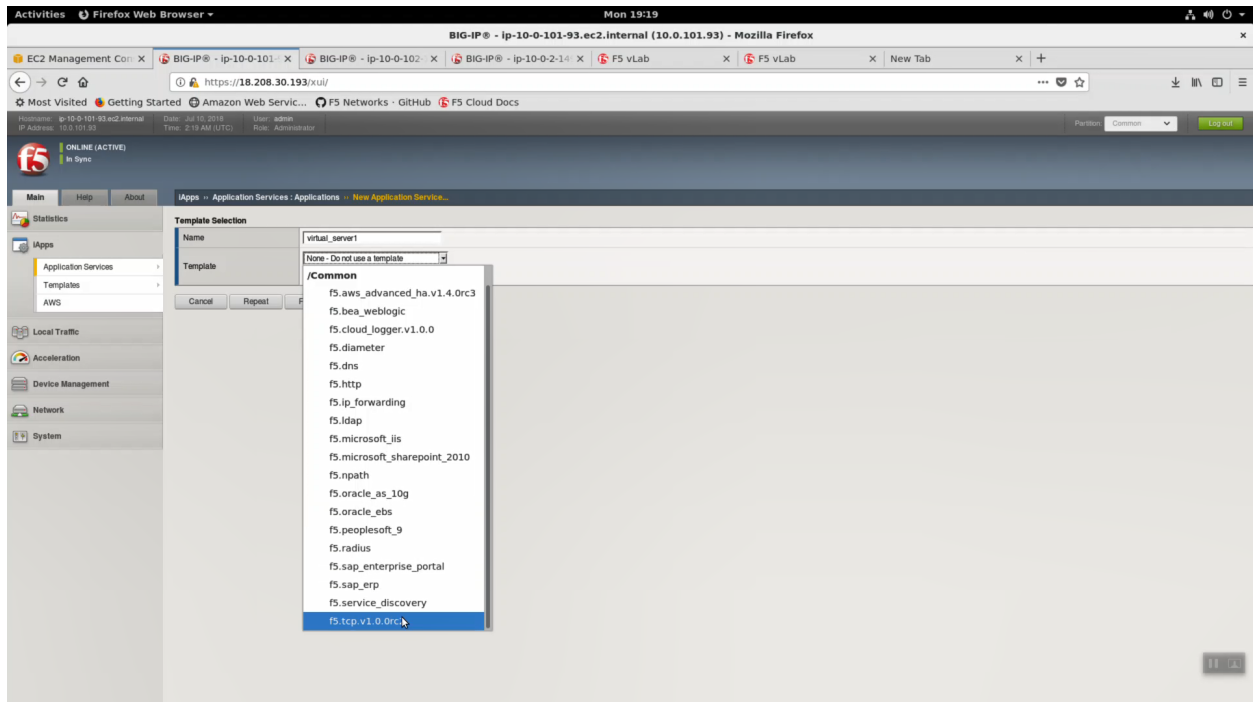 Activities Firefox Web Browser Mon 19:19
BIG-IP® - ip-10-0-101-93.ec2.internal (10.0.101.93) - Mozilla Firefox
EC2 Management Con BIG-IP® - ip-10-0-101- BIG-IP® - ip-10-0-102- BIG-IP® - ip-10-0-2-14 F5 vLab F5 vLab New Tab
https://18.208.30.193/xui/
Most Visited Getting Started Amazon Web Servic... F5 Networks · GitHub F5 Cloud Docs
Hostname: ip-10-0-101-93.ec2.internal Date: Jul 10, 2018 User: admin
IP Address: 10.0.101.93 Time: 2:19 AM (UTC) Role: Administrator
Partition: Common Log out
f5
ONLINE (ACTIVE)
In Sync
Main Help About
iApps ›› Application Services : Applications ›› New Application Service...
Statistics
iApps
Application Services
Templates
AWS
Local Traffic
Acceleration
Device Management
Network
System
Template Selection
Name virtual_server1
Template None - Do not use a template
Cancel Repeat F
/Common
f5.aws_advanced_ha.v1.4.0rc3
f5.bea_weblogic
f5.cloud_logger.v1.0.0
f5.diameter
f5.dns
f5.http
f5.ip_forwarding
f5.ldap
f5.microsoft_iis
f5.microsoft_sharepoint_2010
f5.npath
f5.oracle_as_10g
f5.oracle_ebs
f5.peoplesoft_9
f5.radius
f5.sap_enterprise_portal
f5.sap_erp
f5.service_discovery
f5.tcp.v1.0.0rc